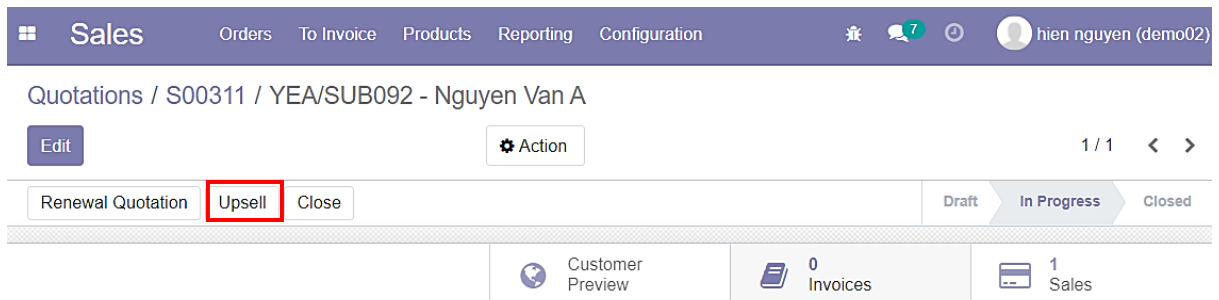 Sales Orders To Invoice Products Reporting Configuration 7 hien nguyen (demo02)
Quotations / S00311 / YEA/SUB092 - Nguyen Van A
Edit Action 1 / 1
Renewal Quotation Upsell Close Draft In Progress Closed
Customer Preview 0 Invoices 1 Sales